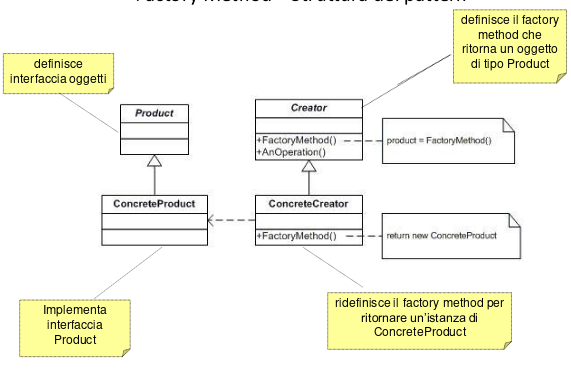 Factory Method - Struttura del pattern
definisce il factory
method che
ritorna un oggetto
di tipo Product
definisce
interfaccia oggetti
Product
Creator
+FactoryMethod()
+AnOperation()
product = FactoryMethod()
ConcreteProduct
ConcreteCreator
+FactoryMethod()
return new ConcreteProduct
Implementa
interfaccia
Product
ridefinisce il factory method per
ritornare un'istanza di
ConcreteProduct